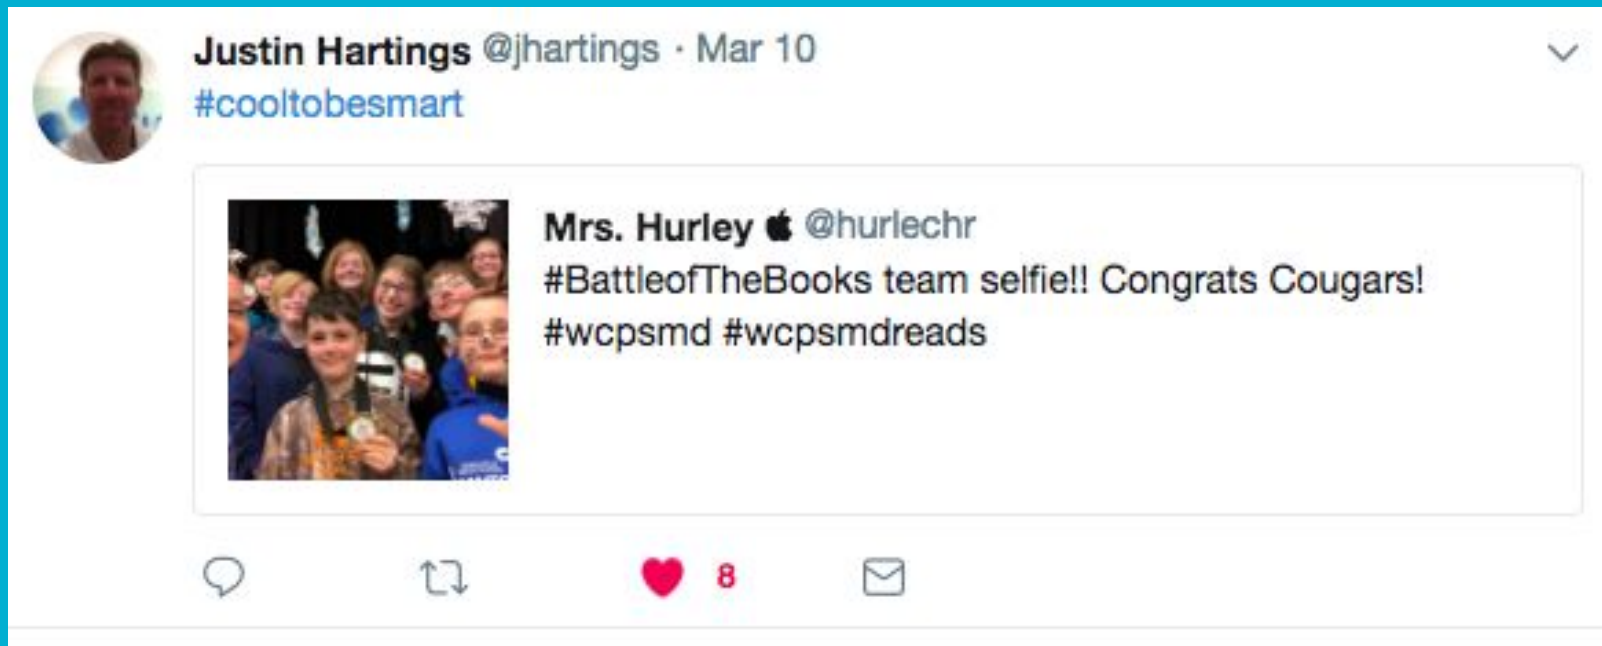 Justin Hartings @jhartings · Mar 10
#cooltobesmart
Mrs. Hurley @hurlechr
#BattleofTheBooks team selfie!! Congrats Cougars!
#wcpsmd #wcpsmdreads
8